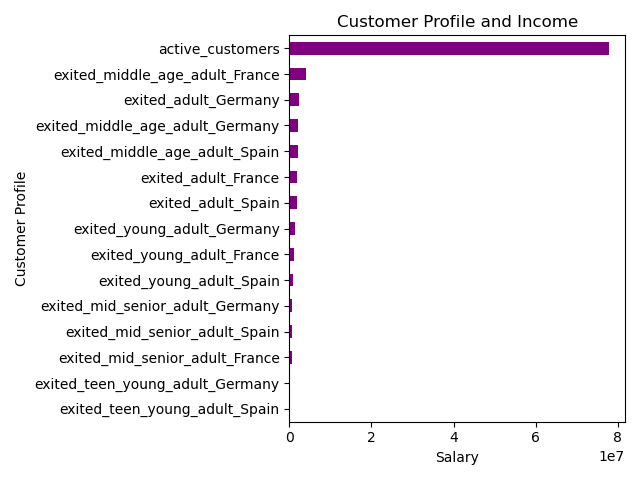 Customer Profile and Income
active_customers
exited_middle_age_adult_France
exited_adult_Germany
exited_middle_age_adult_Germany
exited_middle_age_adult_Spain
exited_adult_France
exited_adult_Spain
exited_young_adult_Germany
exited_young_adult_France
exited_young_adult_Spain
exited_mid_senior_adult_Germany
exited_mid_senior_adult_Spain
exited_mid_senior_adult_France
exited_teen_young_adult_Germany
exited_teen_young_adult_Spain
Customer Profile
0 2 4 6 8
1e7
Salary